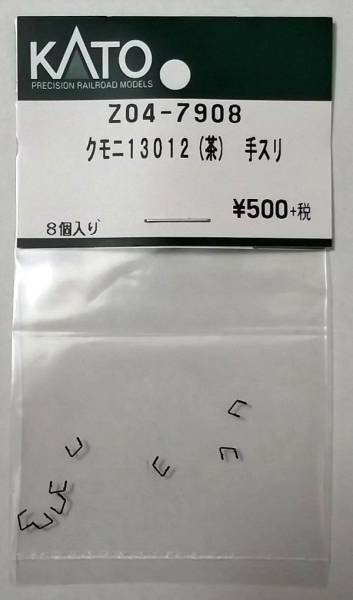 KATO
PRECISION RAILROAD MODELS
Z04-7908
クモニ13012(茶) 手スリ
¥500+税
8個入り